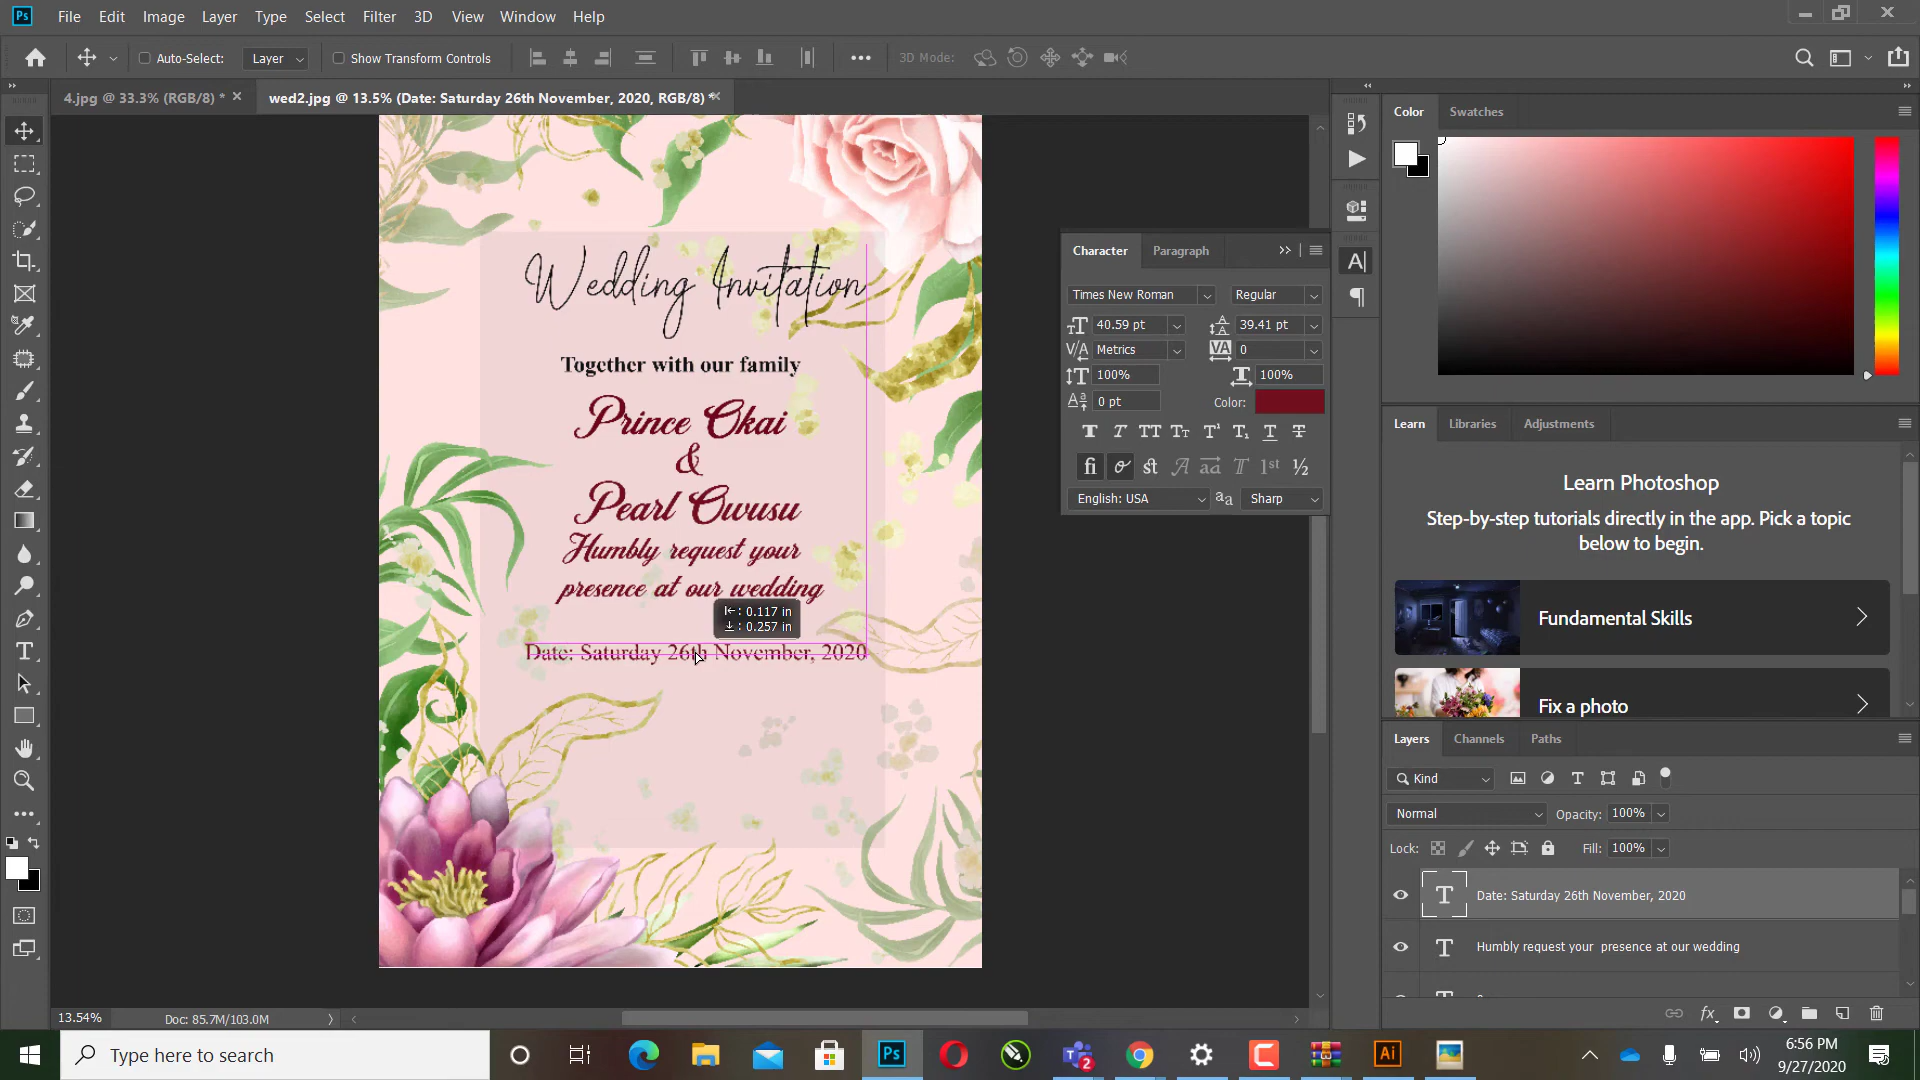 File Edit Image Layer Type Select Filter 3D View Window Help
Auto-Select: Layer Show Transform Controls 3D Mode:
4.jpg @ 33.3% (RGB/8) * wed2.jpg @ 13.5% (Date: Saturday 26th November, 2020, RGB/8) *
Wedding Invitation
Together with our family
Prince Okai
&
Pearl Owusu
Humbly request your
presence at our wedding
: 0.117 in
: 0.257 in
Date: Saturday 26th November, 2020
Character Paragraph
Times New Roman Regular
40.59 pt 39.41 pt
Metrics 0
100% 100%
0 pt Color:
English: USA Sharp
Color Swatches
Learn Libraries Adjustments
Learn Photoshop
Step-by-step tutorials directly in the app. Pick a topic
below to begin.
Fundamental Skills
Fix a photo
Layers Channels Paths
Kind
Normal Opacity: 100%
Lock: Fill: 100%
Date: Saturday 26th November, 2020
Humbly request your presence at our wedding
13.54% Doc: 85.7M/103.0M
Type here to search
6:56 PM
9/27/2020